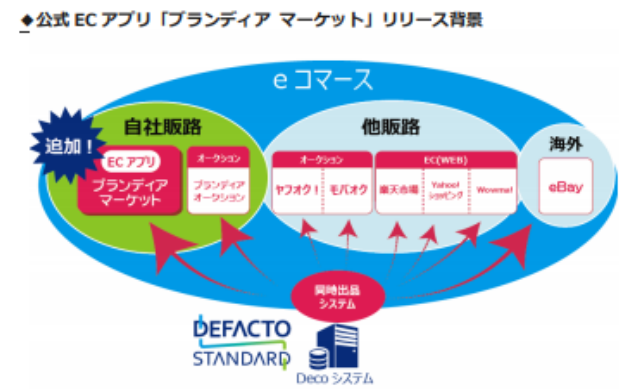 ◆公式 EC アプリ「ブランディア マーケット」リリース背景
eコマース
自社販路
他販路
海外
追加！
EC アプリ
ブランディア
マーケット
オークション
ブランディア
オークション
オークション
ヤフオク！
モバオク
EC(WEB)
楽天市場
Yahoo!
ショッピング
Wowma!
eBay
同時出品
システム
DEFACTO
STANDARD
Deco システム